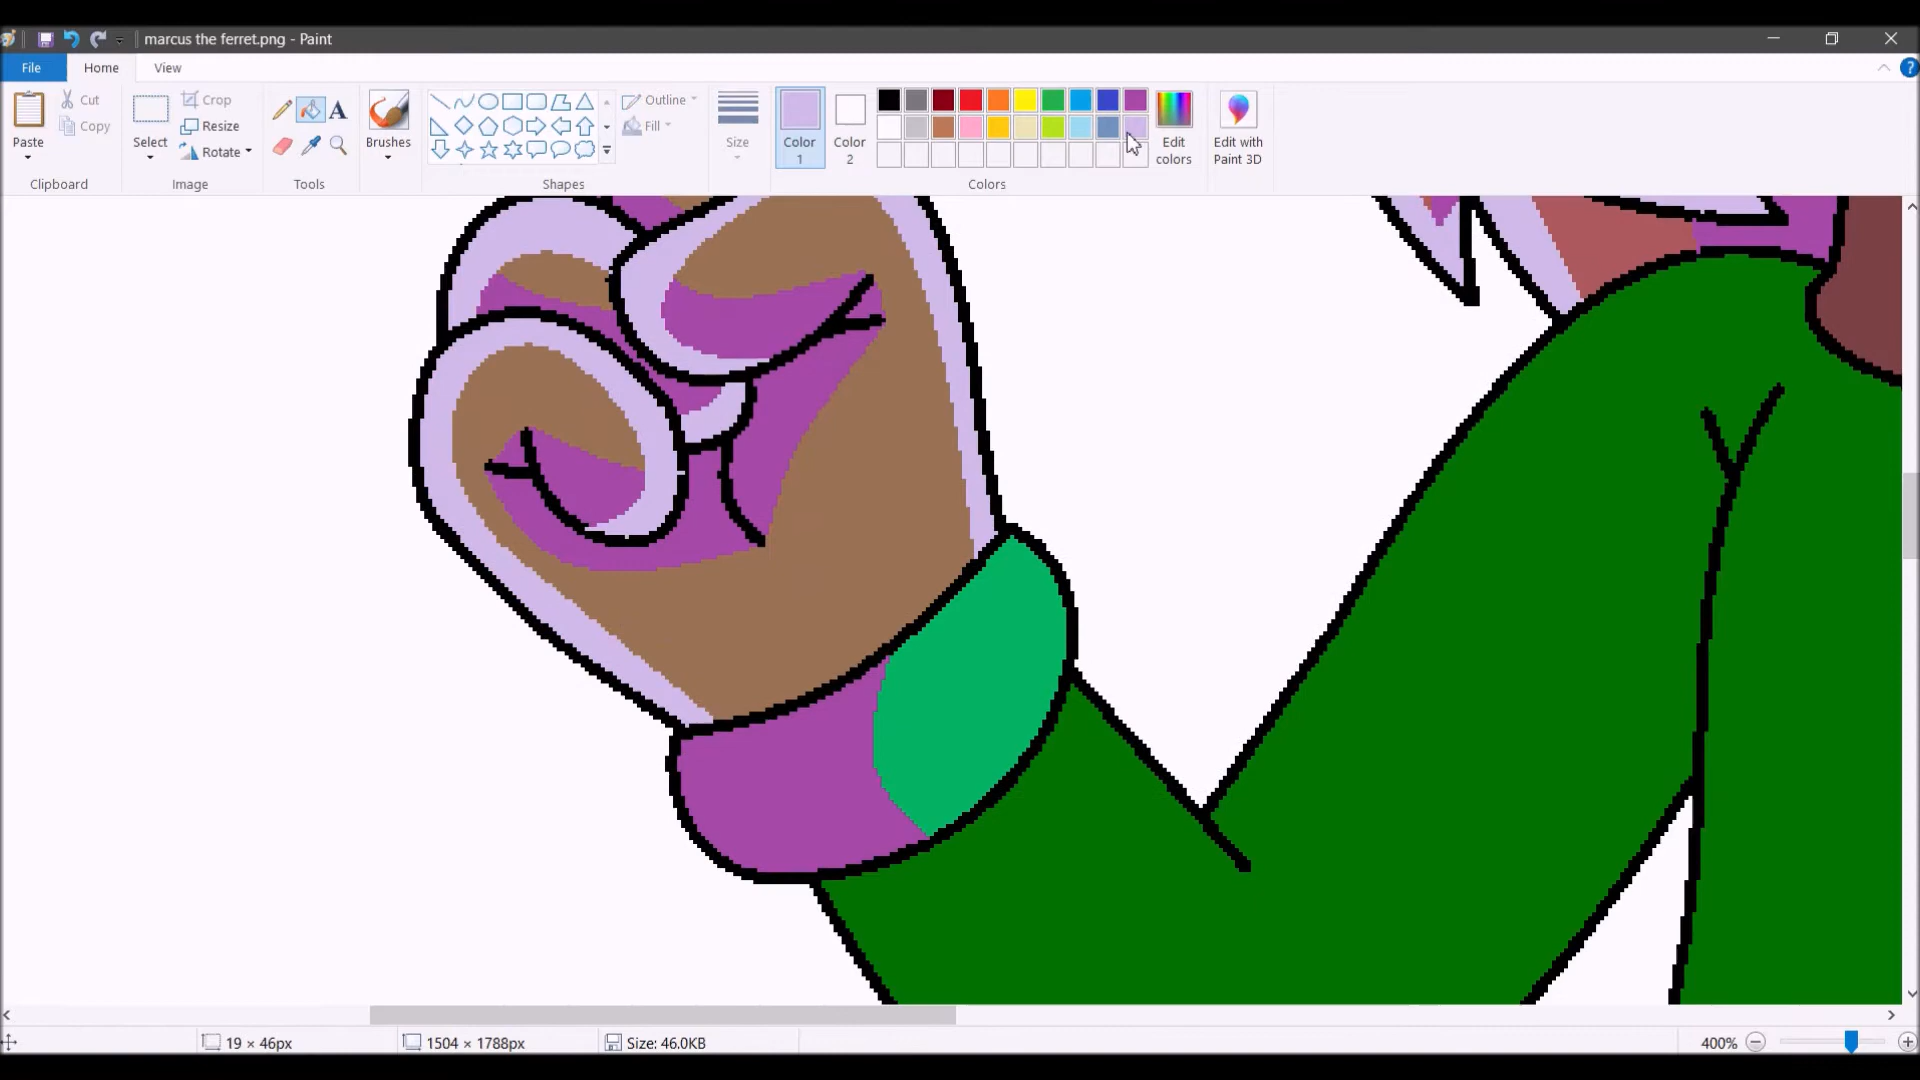 marcus the ferret.png - Paint
File Home View
Paste
Cut
Copy
Clipboard
Select
Crop
Resize
Rotate
Image
A
Tools
Brushes
Shapes
Outline
Fill
Size
Color 1
Color 2
Colors
Edit colors
Edit with Paint 3D
?
19 × 46px
1504 × 1788px
Size: 46.0KB
400%